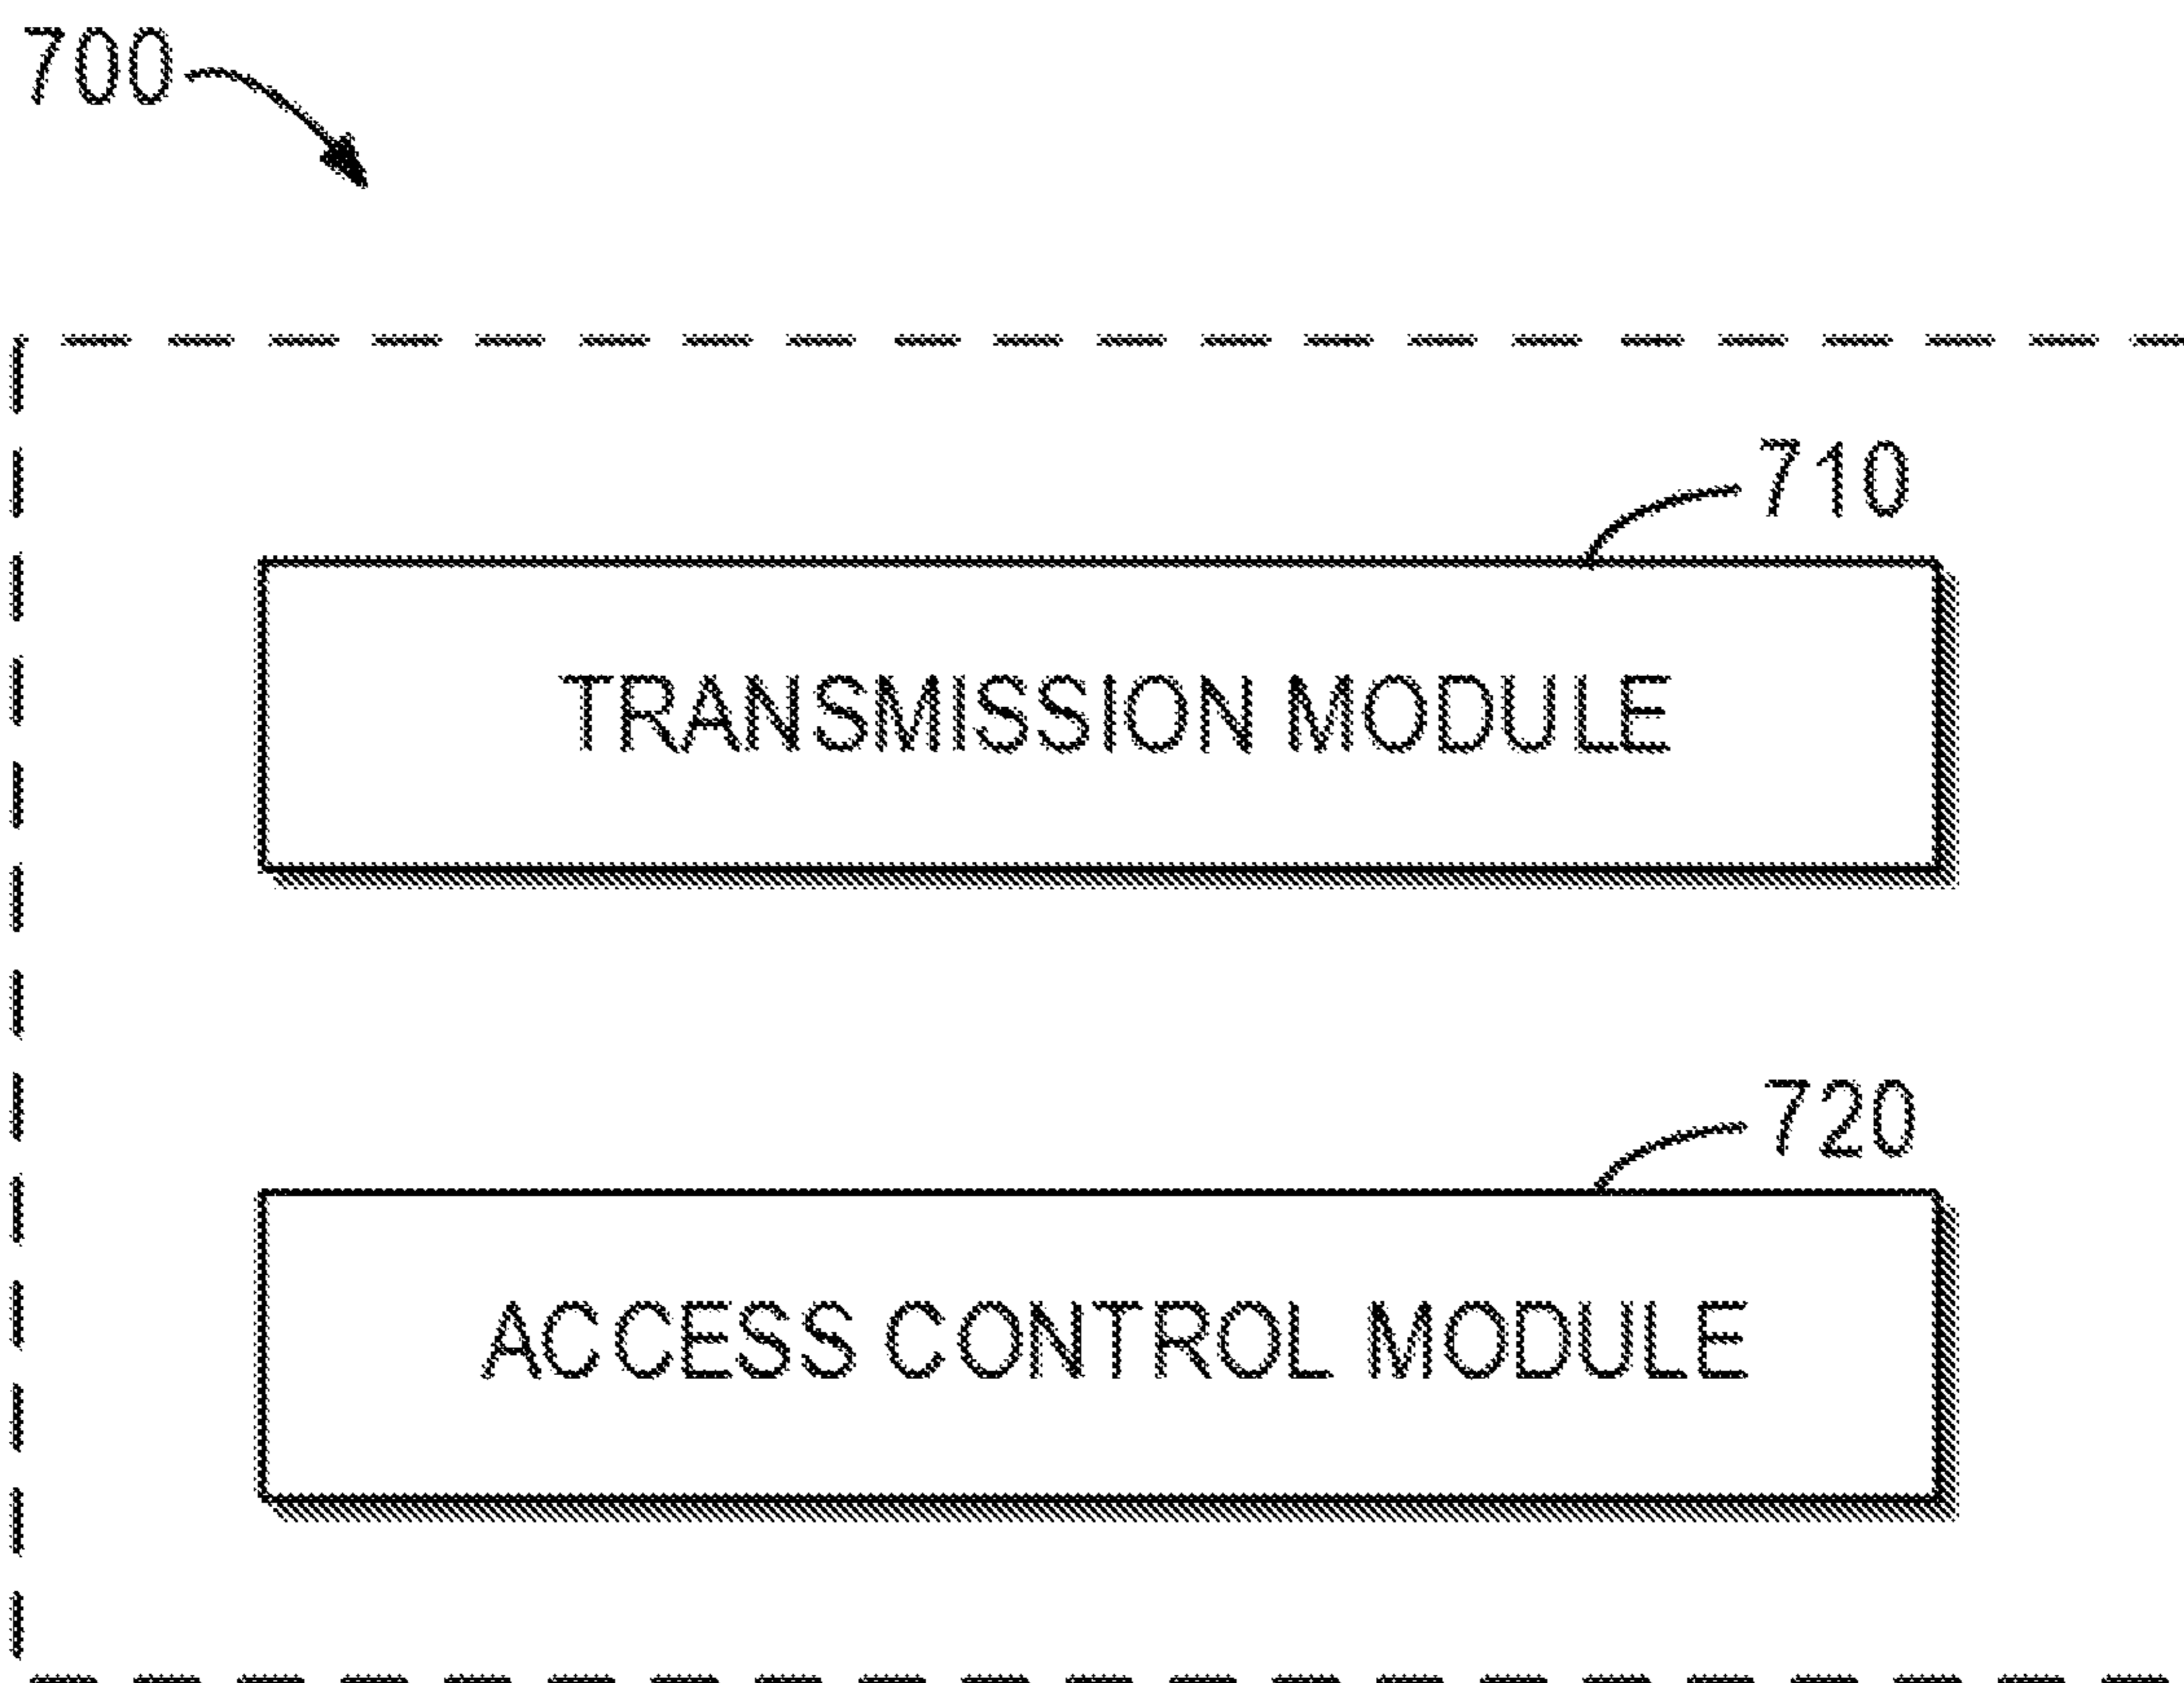 700
710
TRANSMISSION MODULE
720
ACCESS CONTROL MODULE